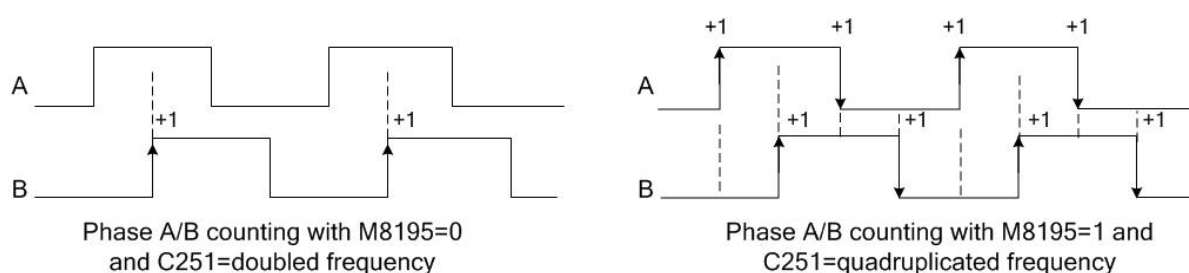 +1 +1 +1 +1
A
+1 +1
B
Phase A/B counting with M8195=0
and C251=doubled frequency
A
+1 +1 +1 +1
B
Phase A/B counting with M8195=1 and
C251=quadruplicated frequency